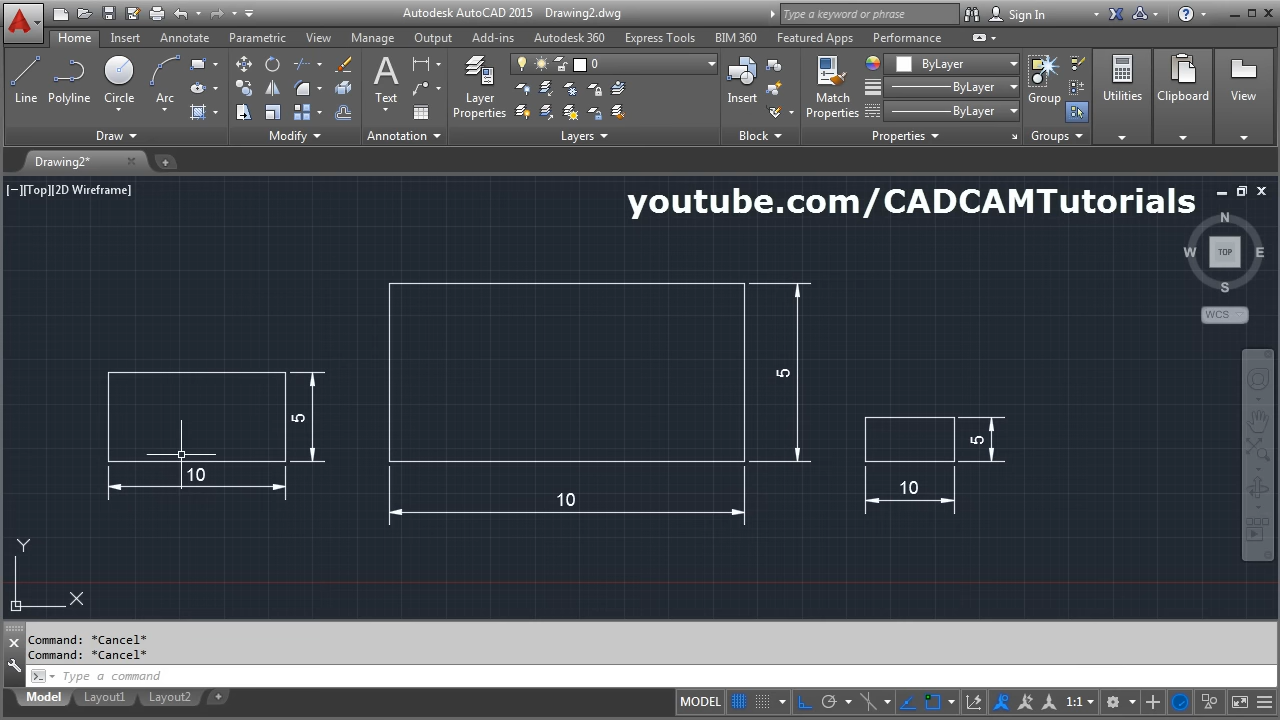 Autodesk AutoCAD 2015 Drawing2.dwg
Type a keyword or phrase
Sign In
Home Insert Annotate Parametric View Manage Output Add-ins Autodesk 360 Express Tools BIM 360 Featured Apps Performance
Line Polyline Circle Arc
Text
Layer Properties
0
Insert
Match Properties
ByLayer
ByLayer
ByLayer
Group
Utilities
Clipboard
View
Draw Modify Annotation Layers Block Properties Groups
Drawing2*
[−][Top][2D Wireframe]
youtube.com/CADCAMTutorials
N
W TOP E
S
WCS
5
10
5
10
5
10
Y
X
Command: *Cancel*
Command: *Cancel*
Type a command
Model Layout1 Layout2 +
MODEL
1:1